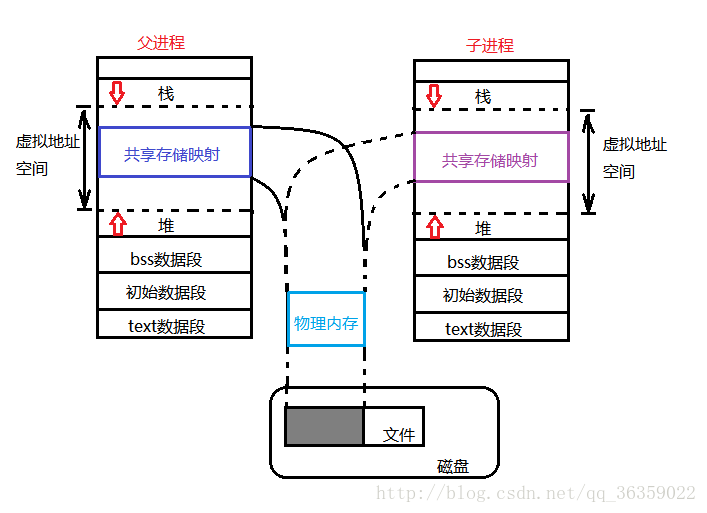 父进程
栈
虚拟地址
空间
共享存储映射
堆
bss数据段
初始数据段
text数据段
子进程
栈
虚拟地址
空间
共享存储映射
堆
bss数据段
初始数据段
text数据段
物理内存
文件
磁盘
http://blog.csdn.net/qq_36359022